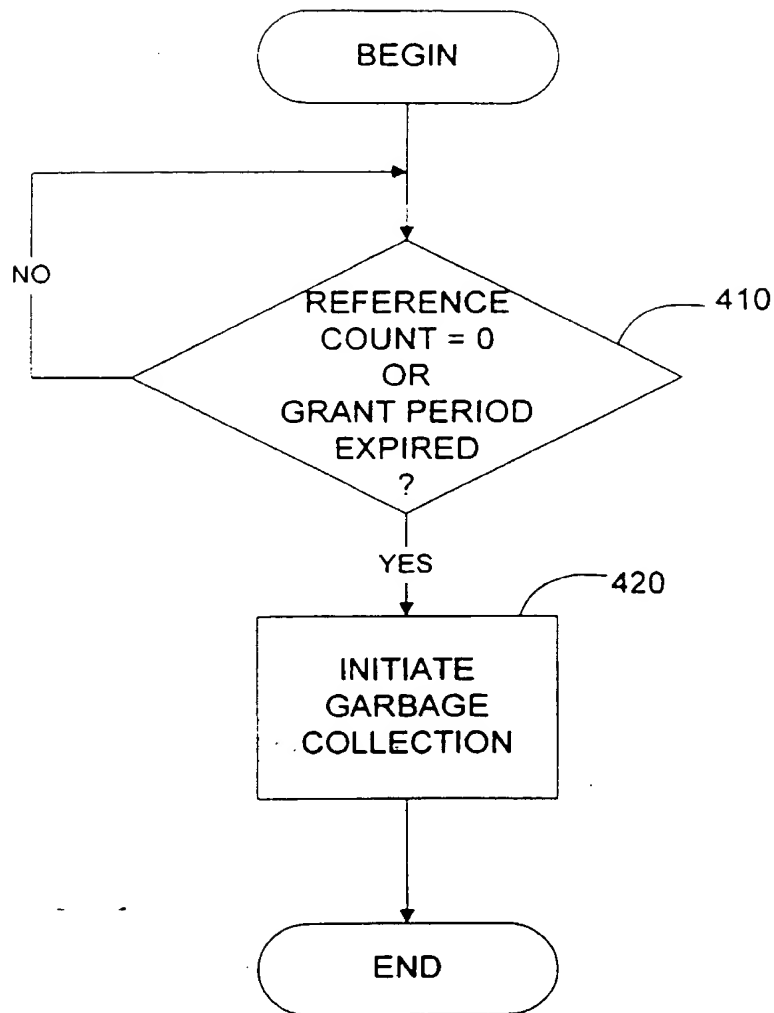 BEGIN
NO
REFERENCE
COUNT = 0
OR
GRANT PERIOD
EXPIRED
?
410
YES
420
INITIATE
GARBAGE
COLLECTION
END